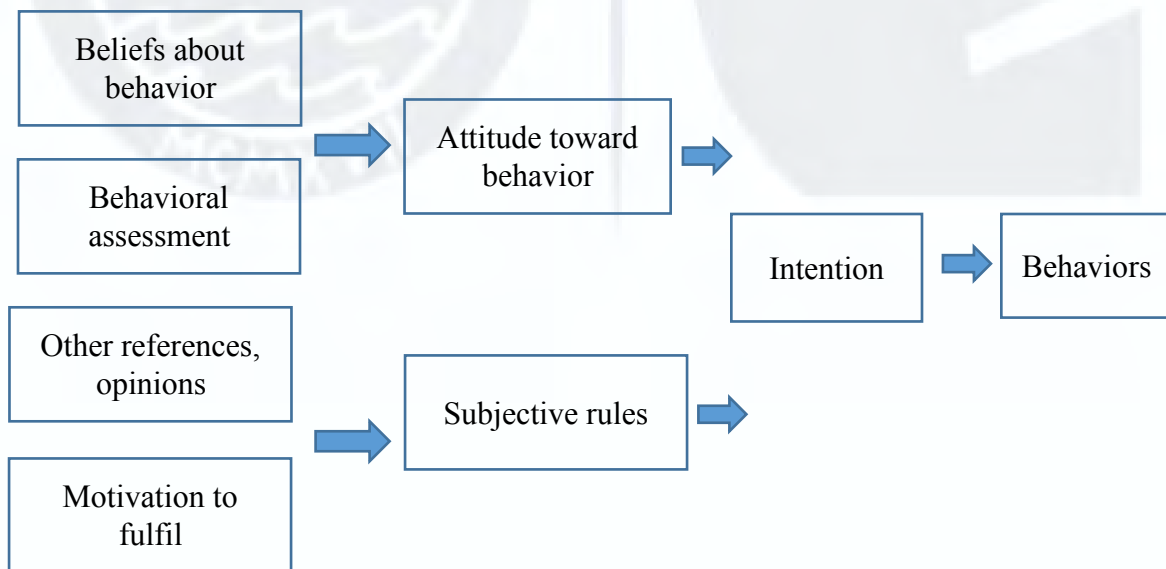 Beliefs about
behavior
Behavioral
assessment
Other references,
opinions
Motivation to
fulfil
Attitude toward
behavior
Subjective rules
Intention
Behaviors